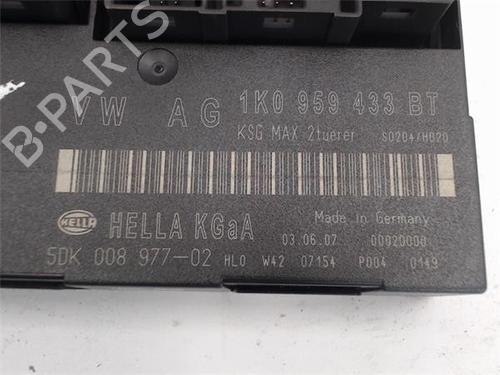 VW AG 1K0 959 433 BT
KSG MAX 2tuerer S0204/H020
HELLA
HELLA KGaA
Made in Germany
03.06.07 00020000
5DK 008 977-02 HL0 W42 07154 P004 0149
B-PARTS